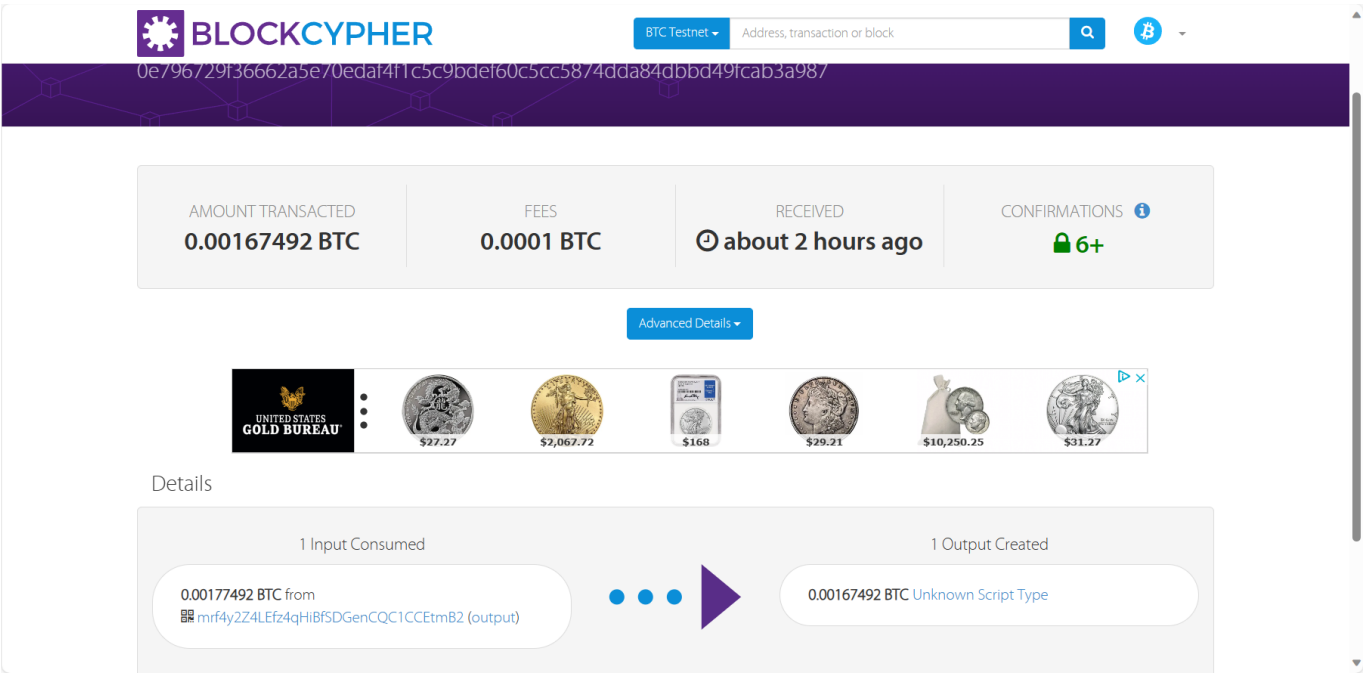 BLOCKCYPHER
BTC Testnet
Address, transaction or block
0e796729f36662a5e70edaf4f1c5c9bdef60c5cc5874dda84dbbd49fcab3a987
AMOUNT TRANSACTED
0.00167492 BTC
FEES
0.0001 BTC
RECEIVED
about 2 hours ago
CONFIRMATIONS
6+
Advanced Details
UNITED STATES
GOLD BUREAU
$27.27
$2,067.72
$168
$29.21
$10,250.25
$31.27
Details
1 Input Consumed
0.00177492 BTC from
mrf4y2Z4LEfz4qHiBfSDGenCQC1CCEtmB2 (output)
1 Output Created
0.00167492 BTC Unknown Script Type